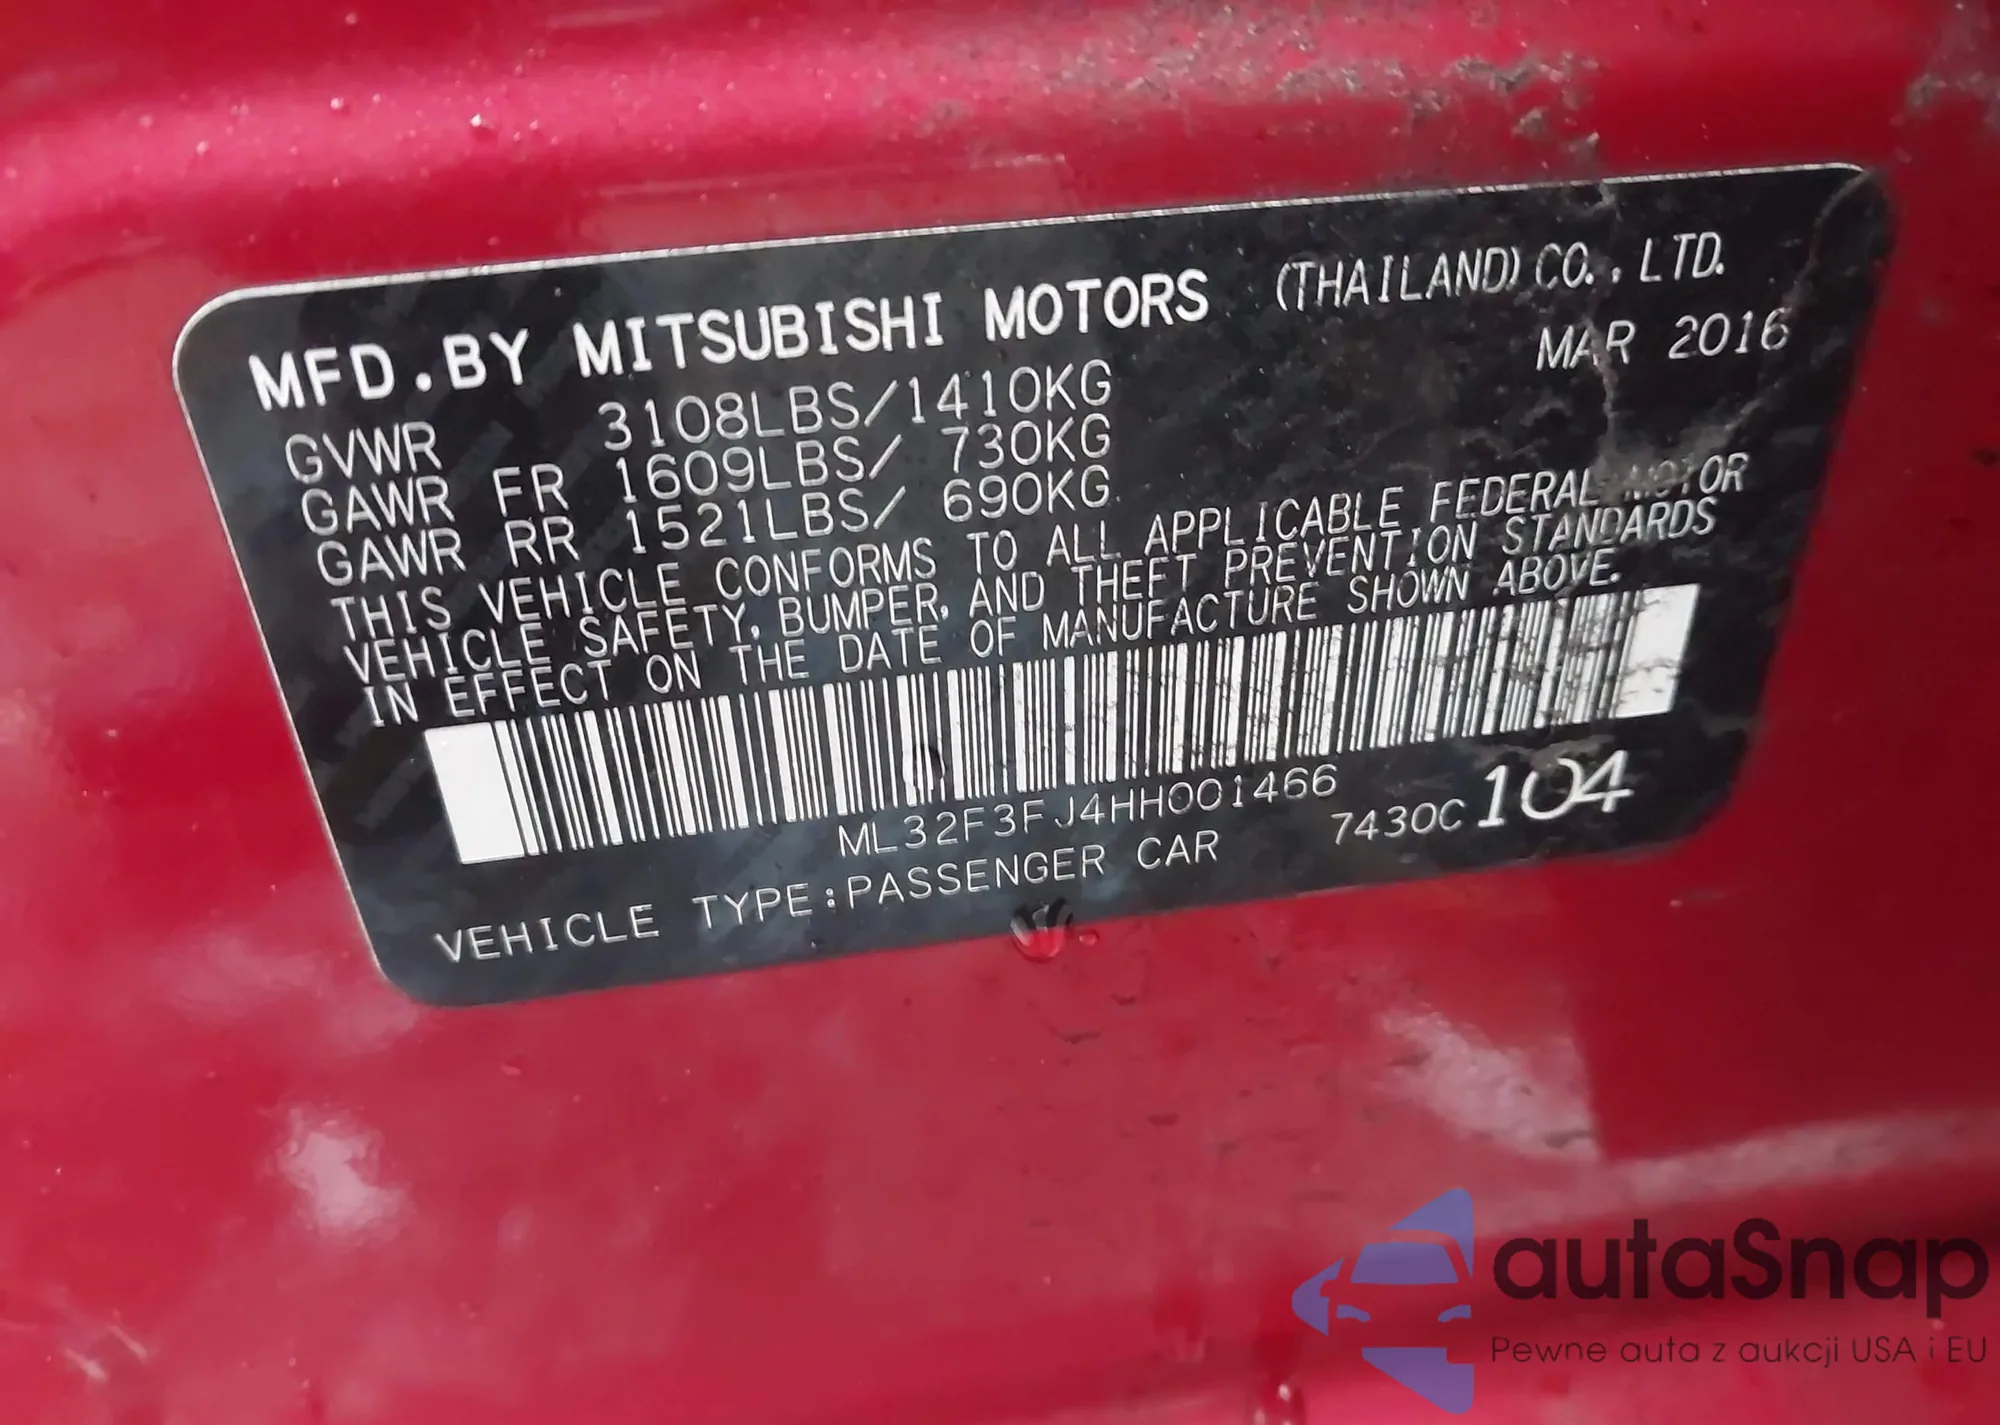 MFD.BY MITSUBISHI MOTORS (THAILAND) CO., LTD.
MAR 2016
GVWR 3108LBS/1410KG
GAWR FR 1609LBS/ 730KG
GAWR RR 1521LBS/ 690KG
THIS VEHICLE CONFORMS TO ALL APPLICABLE FEDERAL MOTOR
VEHICLE SAFETY, BUMPER, AND THEFT PREVENTION STANDARDS
IN EFFECT ON THE DATE OF MANUFACTURE SHOWN ABOVE.
ML32F3FJ4HH001466
7430C 104
VEHICLE TYPE:PASSENGER CAR
autaSnap
Pewne auta z aukcji USA i EU